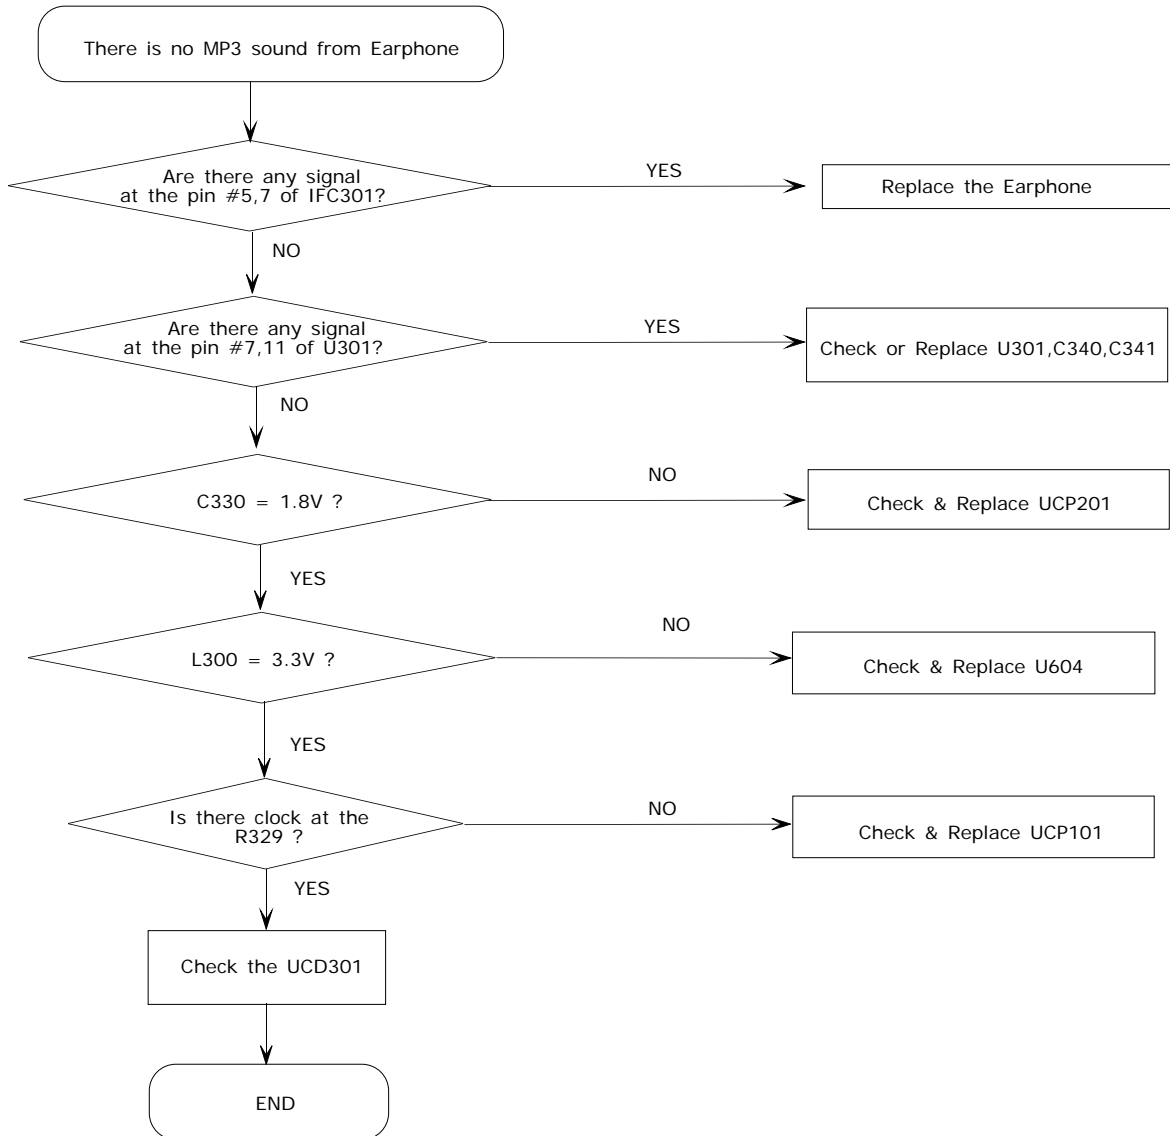 There is no MP3 sound from Earphone
Are there any signal
at the pin #5,7 of IFC301?
YES
Replace the Earphone
NO
Are there any signal
at the pin #7,11 of U301?
YES
Check or Replace U301,C340,C341
NO
C330 = 1.8V ?
NO
Check & Replace UCP201
YES
L300 = 3.3V ?
NO
Check & Replace U604
YES
Is there clock at the
R329 ?
NO
Check & Replace UCP101
YES
Check the UCD301
END